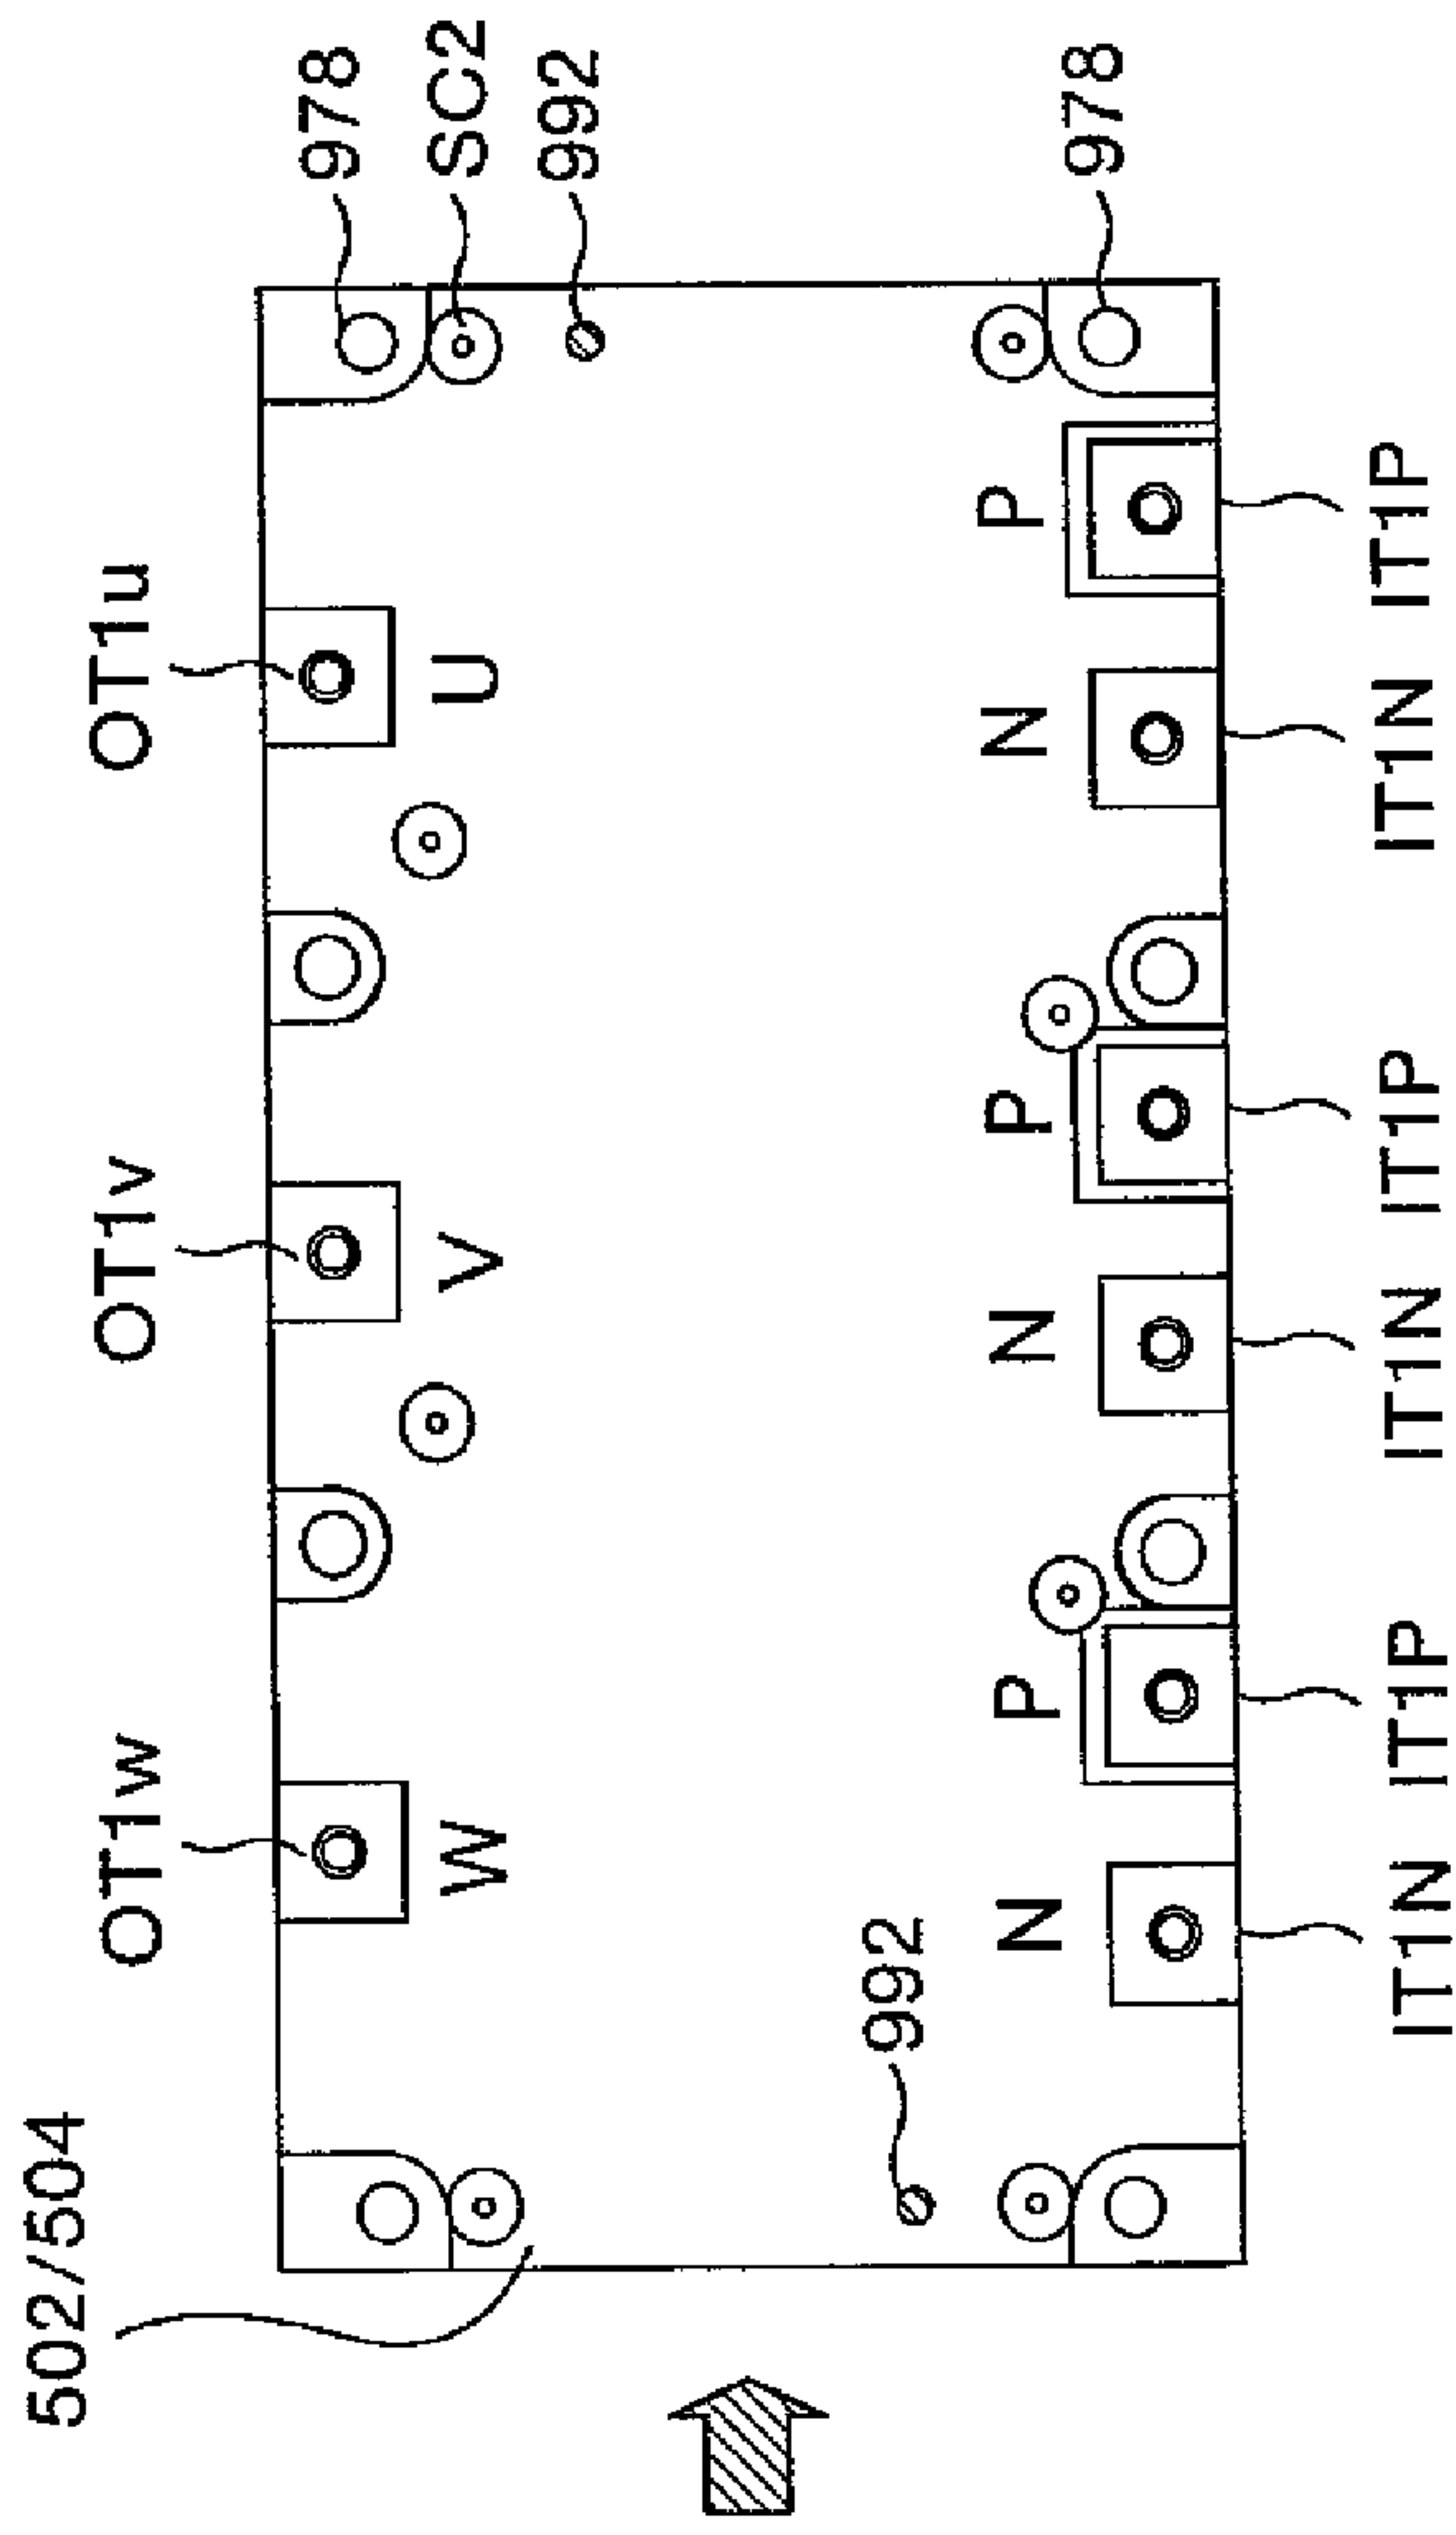 502/504
OT1w
OT1v
OT1u
978
SC2
992
W
V
U
992
N
P
N
P
N
P
978
IT1N
IT1P
IT1N
IT1P
IT1N
IT1P